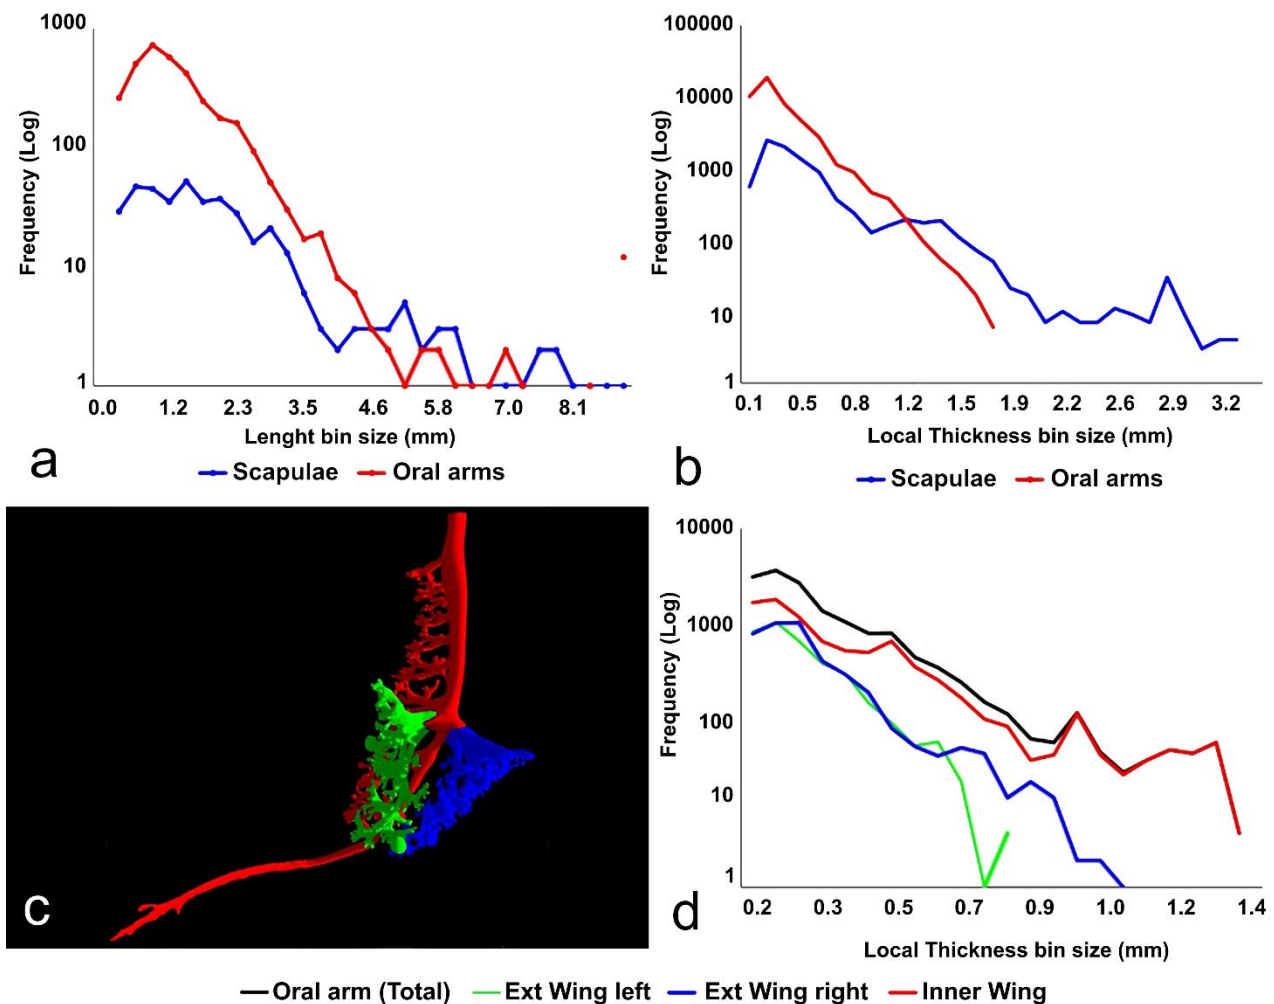 1000
100
10
1
Frequency (Log)
0.0 1.2 2.3 3.5 4.6 5.8 7.0 8.1
Lenght bin size (mm)
a
Scapulae Oral arms
100000
10000
1000
100
10
1
Frequency (Log)
0.1 0.5 0.8 1.2 1.5 1.9 2.2 2.6 2.9 3.2
Local Thickness bin size (mm)
b
Scapulae Oral arms
c
10000
1000
100
10
1
Frequency (Log)
0.2 0.3 0.5 0.7 0.9 1.0 1.2 1.4
d
Local Thickness bin size (mm)
Oral arm (Total) Ext Wing left Ext Wing right Inner Wing